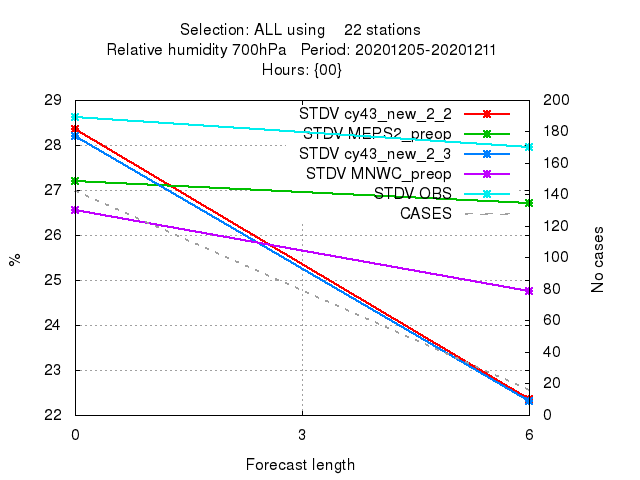 Selection: ALL using 22 stations
Relative humidity 700hPa Period: 20201205-20201211
Hours: {00}
29
28
27
26
25
24
23
22
200
180
160
140
120
100
80
60
40
20
0
STDV cy43_new_2_2
STDV MEPS2_preop
STDV cy43_new_2_3
STDV MNWC_preop
STDV OBS
CASES
%
No cases
0 3 6
Forecast length